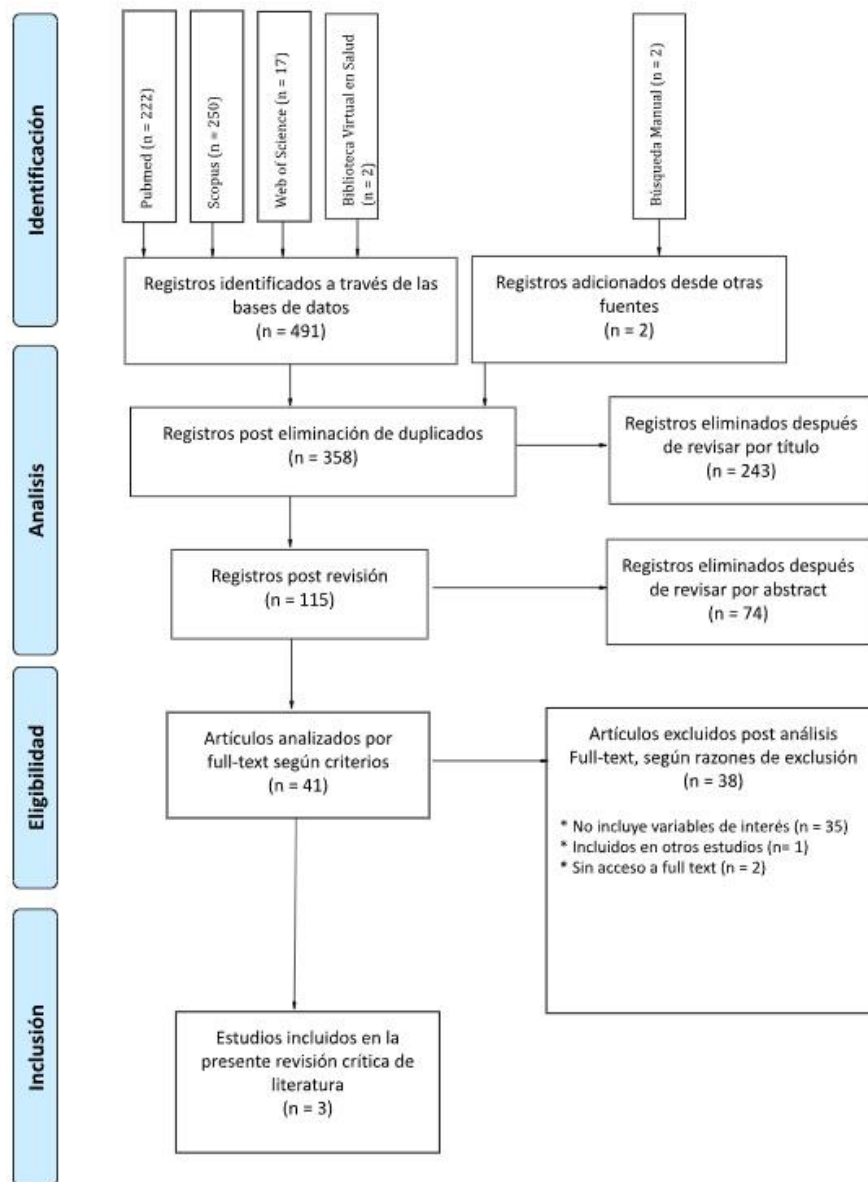 Identificación
Pubmed (n = 222)
Scopus (n = 250)
Web of Science (n = 17)
Biblioteca Virtual en Salud
(n = 2)
Búsqueda Manual (n = 2)
Registros identificados a través de las
bases de datos
(n = 491)
Registros adicionados desde otras
fuentes
(n = 2)
Analisis
Registros post eliminación de duplicados
(n = 358)
Registros eliminados después
de revisar por título
(n = 243)
Registros post revisión
(n = 115)
Registros eliminados después
de revisar por abstract
(n = 74)
Eligibilidad
Artículos analizados por
full-text según criterios
(n = 41)
Artículos excluidos post análisis
Full-text, según razones de exclusión
(n = 38)
* No incluye variables de interés (n = 35)
* Incluidos en otros estudios (n= 1)
* Sin acceso a full text (n = 2)
Inclusión
Estudios incluidos en la
presente revisión crítica de
literatura
(n = 3)